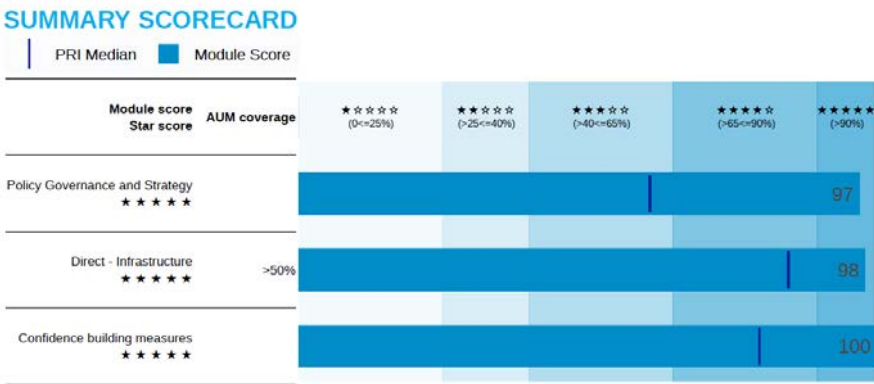 SUMMARY SCORECARD
PRI Median Module Score
Module score
Star score
AUM coverage
★☆☆☆☆ ★★☆☆☆ ★★★☆☆ ★★★★☆ ★★★★★
(0<=25%) (>25<=40%) (>40<=65%) (>65<=90%) (>90%)
Policy Governance and Strategy
★★★★★
97
Direct - Infrastructure
★★★★★
>50%
98
Confidence building measures
★★★★★
100